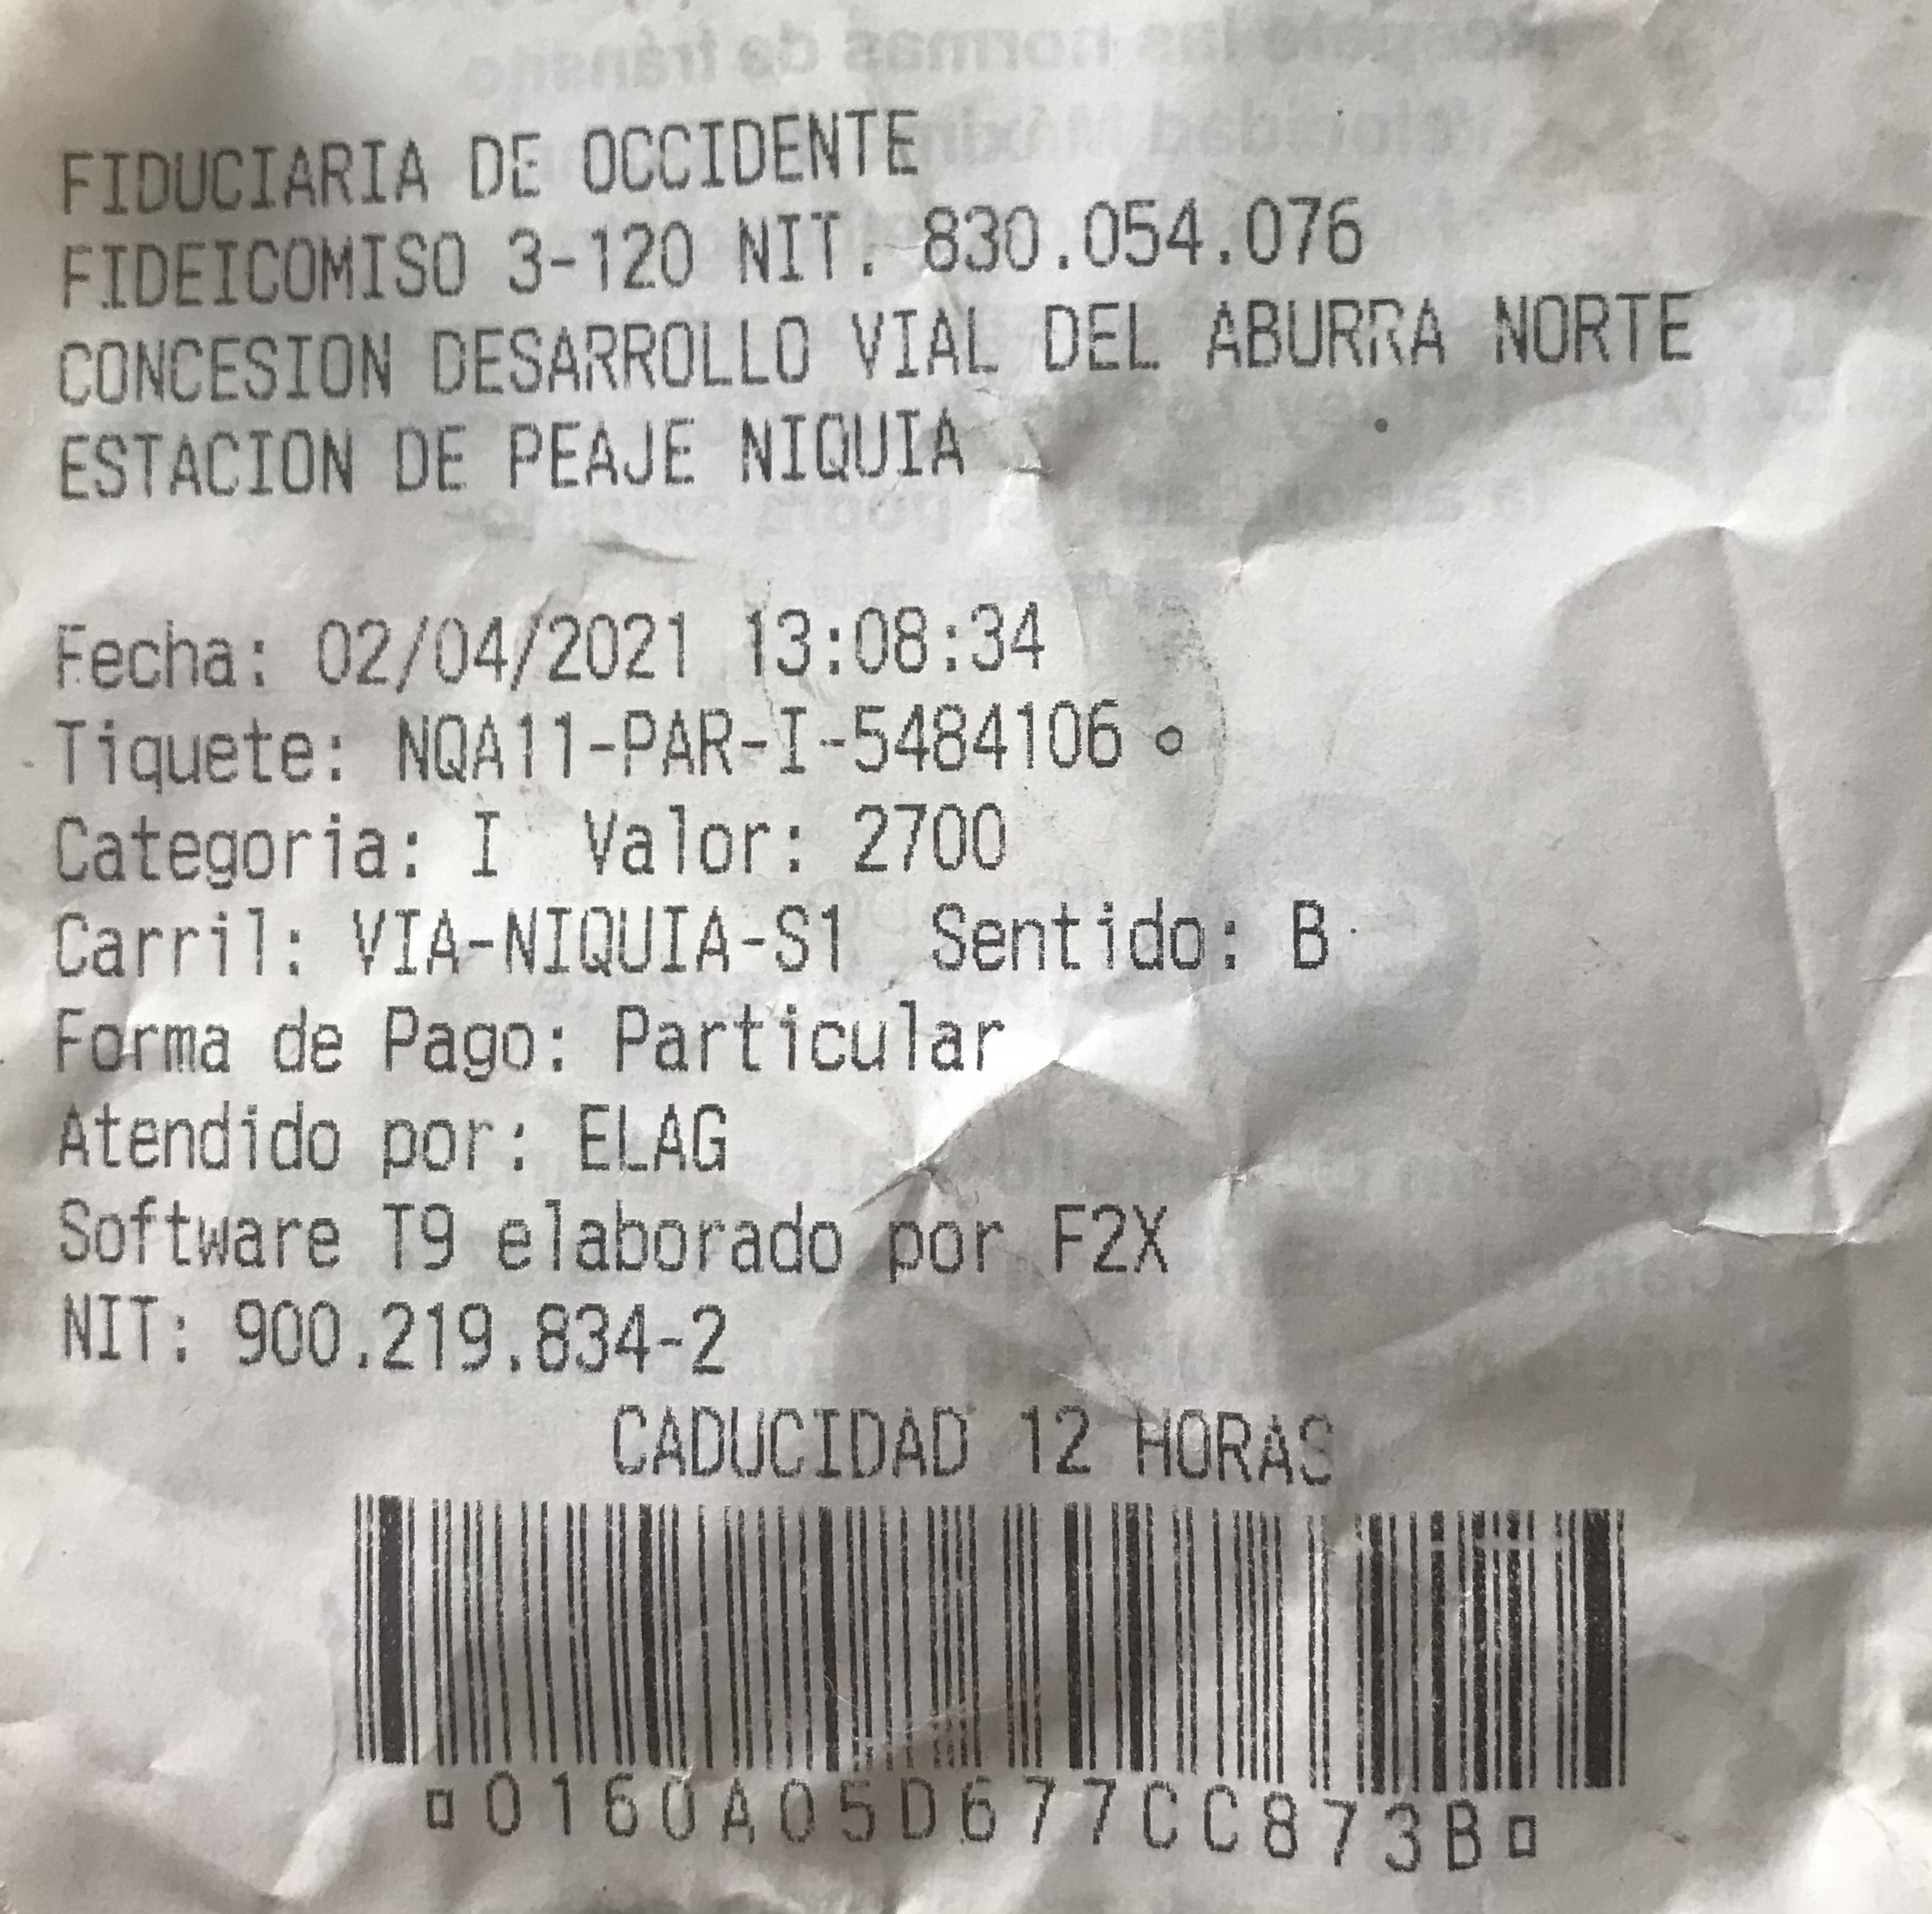 FIDUCIARIA DE OCCIDENTE
FIDEICOMISO 3-120 NIT. 830.054.076
CONCESION DESARROLLO VIAL DEL ABURRA NORTE
ESTACION DE PEAJE NIQUIA
Fecha: 02/04/2021 13:08:34
Tiquete: NQA11-PAR-I-5484106
Categoria: I Valor: 2700
Carril: VIA-NIQUIA-S1 Sentido: B
Forma de Pago: Particular
Atendido por: ELAG
Software T9 elaborado por F2X
NIT: 900.219.834-2
CADUCIDAD 12 HORAS
0160A05D677CC873B